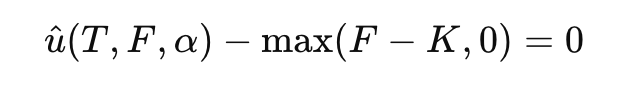 û(T, F, α) − max(F − K, 0) = 0